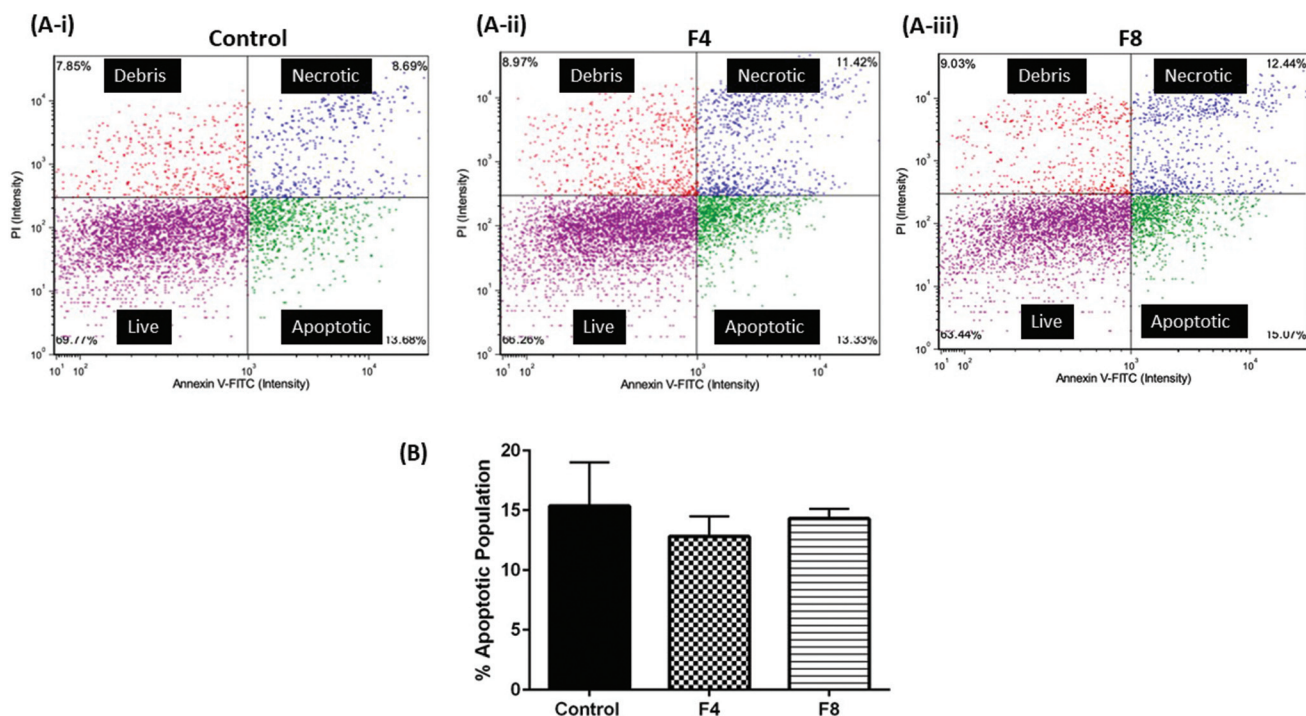 (A-i)
Control
7.85%
Debris
Necrotic
8.69%
Live
Apoptotic
69.77%
13.68%
PI (Intensity)
10⁴
10³
10²
10¹
10⁰
10¹ 10² 10³ 10⁴
Annexin V-FITC (Intensity)
(A-ii)
F4
8.97%
Debris
Necrotic
11.42%
Live
Apoptotic
66.26%
13.33%
PI (Intensity)
10⁴
10³
10²
10¹
10⁰
10¹ 10² 10³ 10⁴
Annexin V-FITC (Intensity)
(A-iii)
F8
9.03%
Debris
Necrotic
12.44%
Live
Apoptotic
63.44%
15.07%
PI (Intensity)
10⁴
10³
10²
10¹
10⁰
10¹ 10² 10³ 10⁴
Annexin V-FITC (Intensity)
(B)
% Apoptotic Population
20
15
10
5
0
Control F4 F8